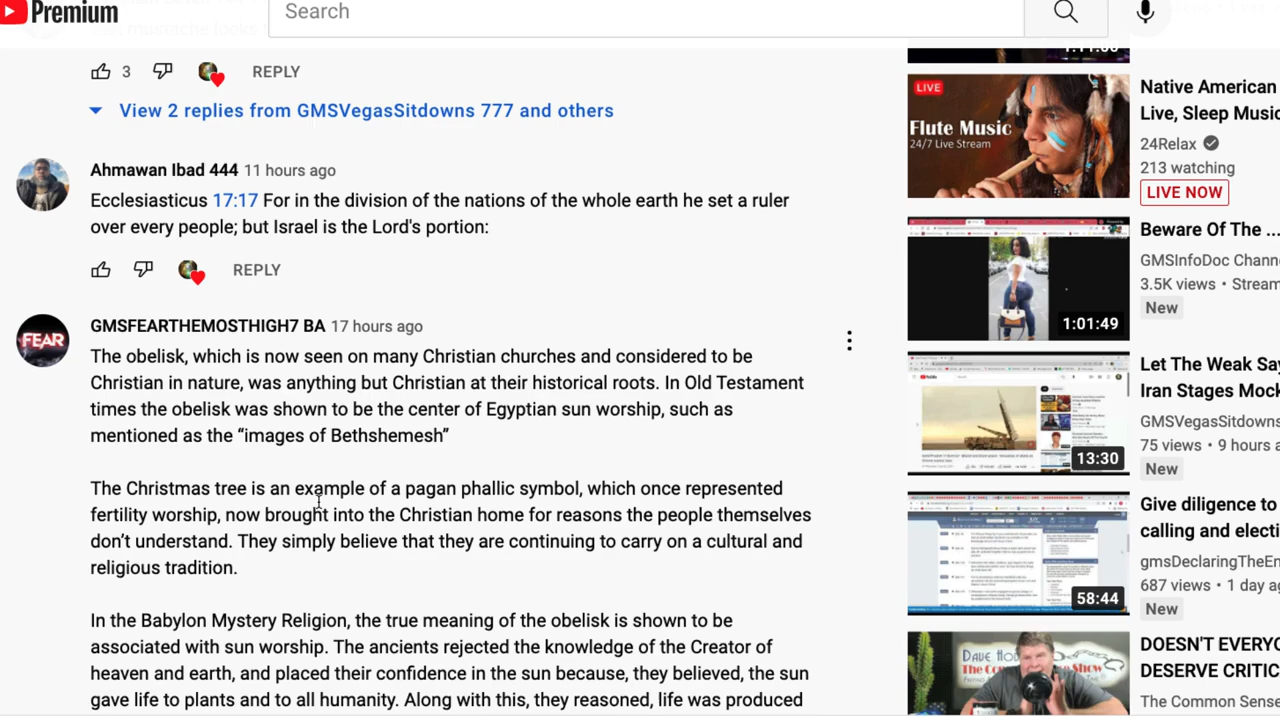 Premium
Search
3
REPLY
View 2 replies from GMSVegasSitdowns 777 and others
Ahmawan Ibad 444 11 hours ago
Ecclesiasticus 17:17 For in the division of the nations of the whole earth he set a ruler
over every people; but Israel is the Lord's portion:
REPLY
FEAR
GMSFEARTHEMOSTHIGH7 BA 17 hours ago
The obelisk, which is now seen on many Christian churches and considered to be
Christian in nature, was anything but Christian at their historical roots. In Old Testament
times the obelisk was shown to be the center of Egyptian sun worship, such as
mentioned as the “images of Bethshemesh”
The Christmas tree is an example of a pagan phallic symbol, which once represented
fertility worship, now brought into the Christian home for reasons the people themselves
don’t understand. They only know that they are continuing to carry on a cultural and
religious tradition.
In the Babylon Mystery Religions the true meaning of the obelisk is shown to be
associated with sun worship. The ancients rejected the knowledge of the Creator of
heaven and earth, and placed their confidence in the sun because, they believed, the sun
gave life to plants and to all humanity. Along with this, they reasoned, life was produced
LIVE
Flute Music
24/7 Live Stream
Native American
Live, Sleep Music
24Relax
213 watching
LIVE NOW
1:01:49
Beware Of The ...
GMSInfoDoc Channe
3.5K views • Stream
New
13:30
Let The Weak Say
Iran Stages Mock
GMSVegasSitdowns
75 views • 9 hours a
New
58:44
Give diligence to
calling and electi
gmsDeclaringTheEn
views • 1 day a
New
DAVE HOD
The Co Show
DOESN'T EVERYO
DESERVE CRITIC
The Common Sense